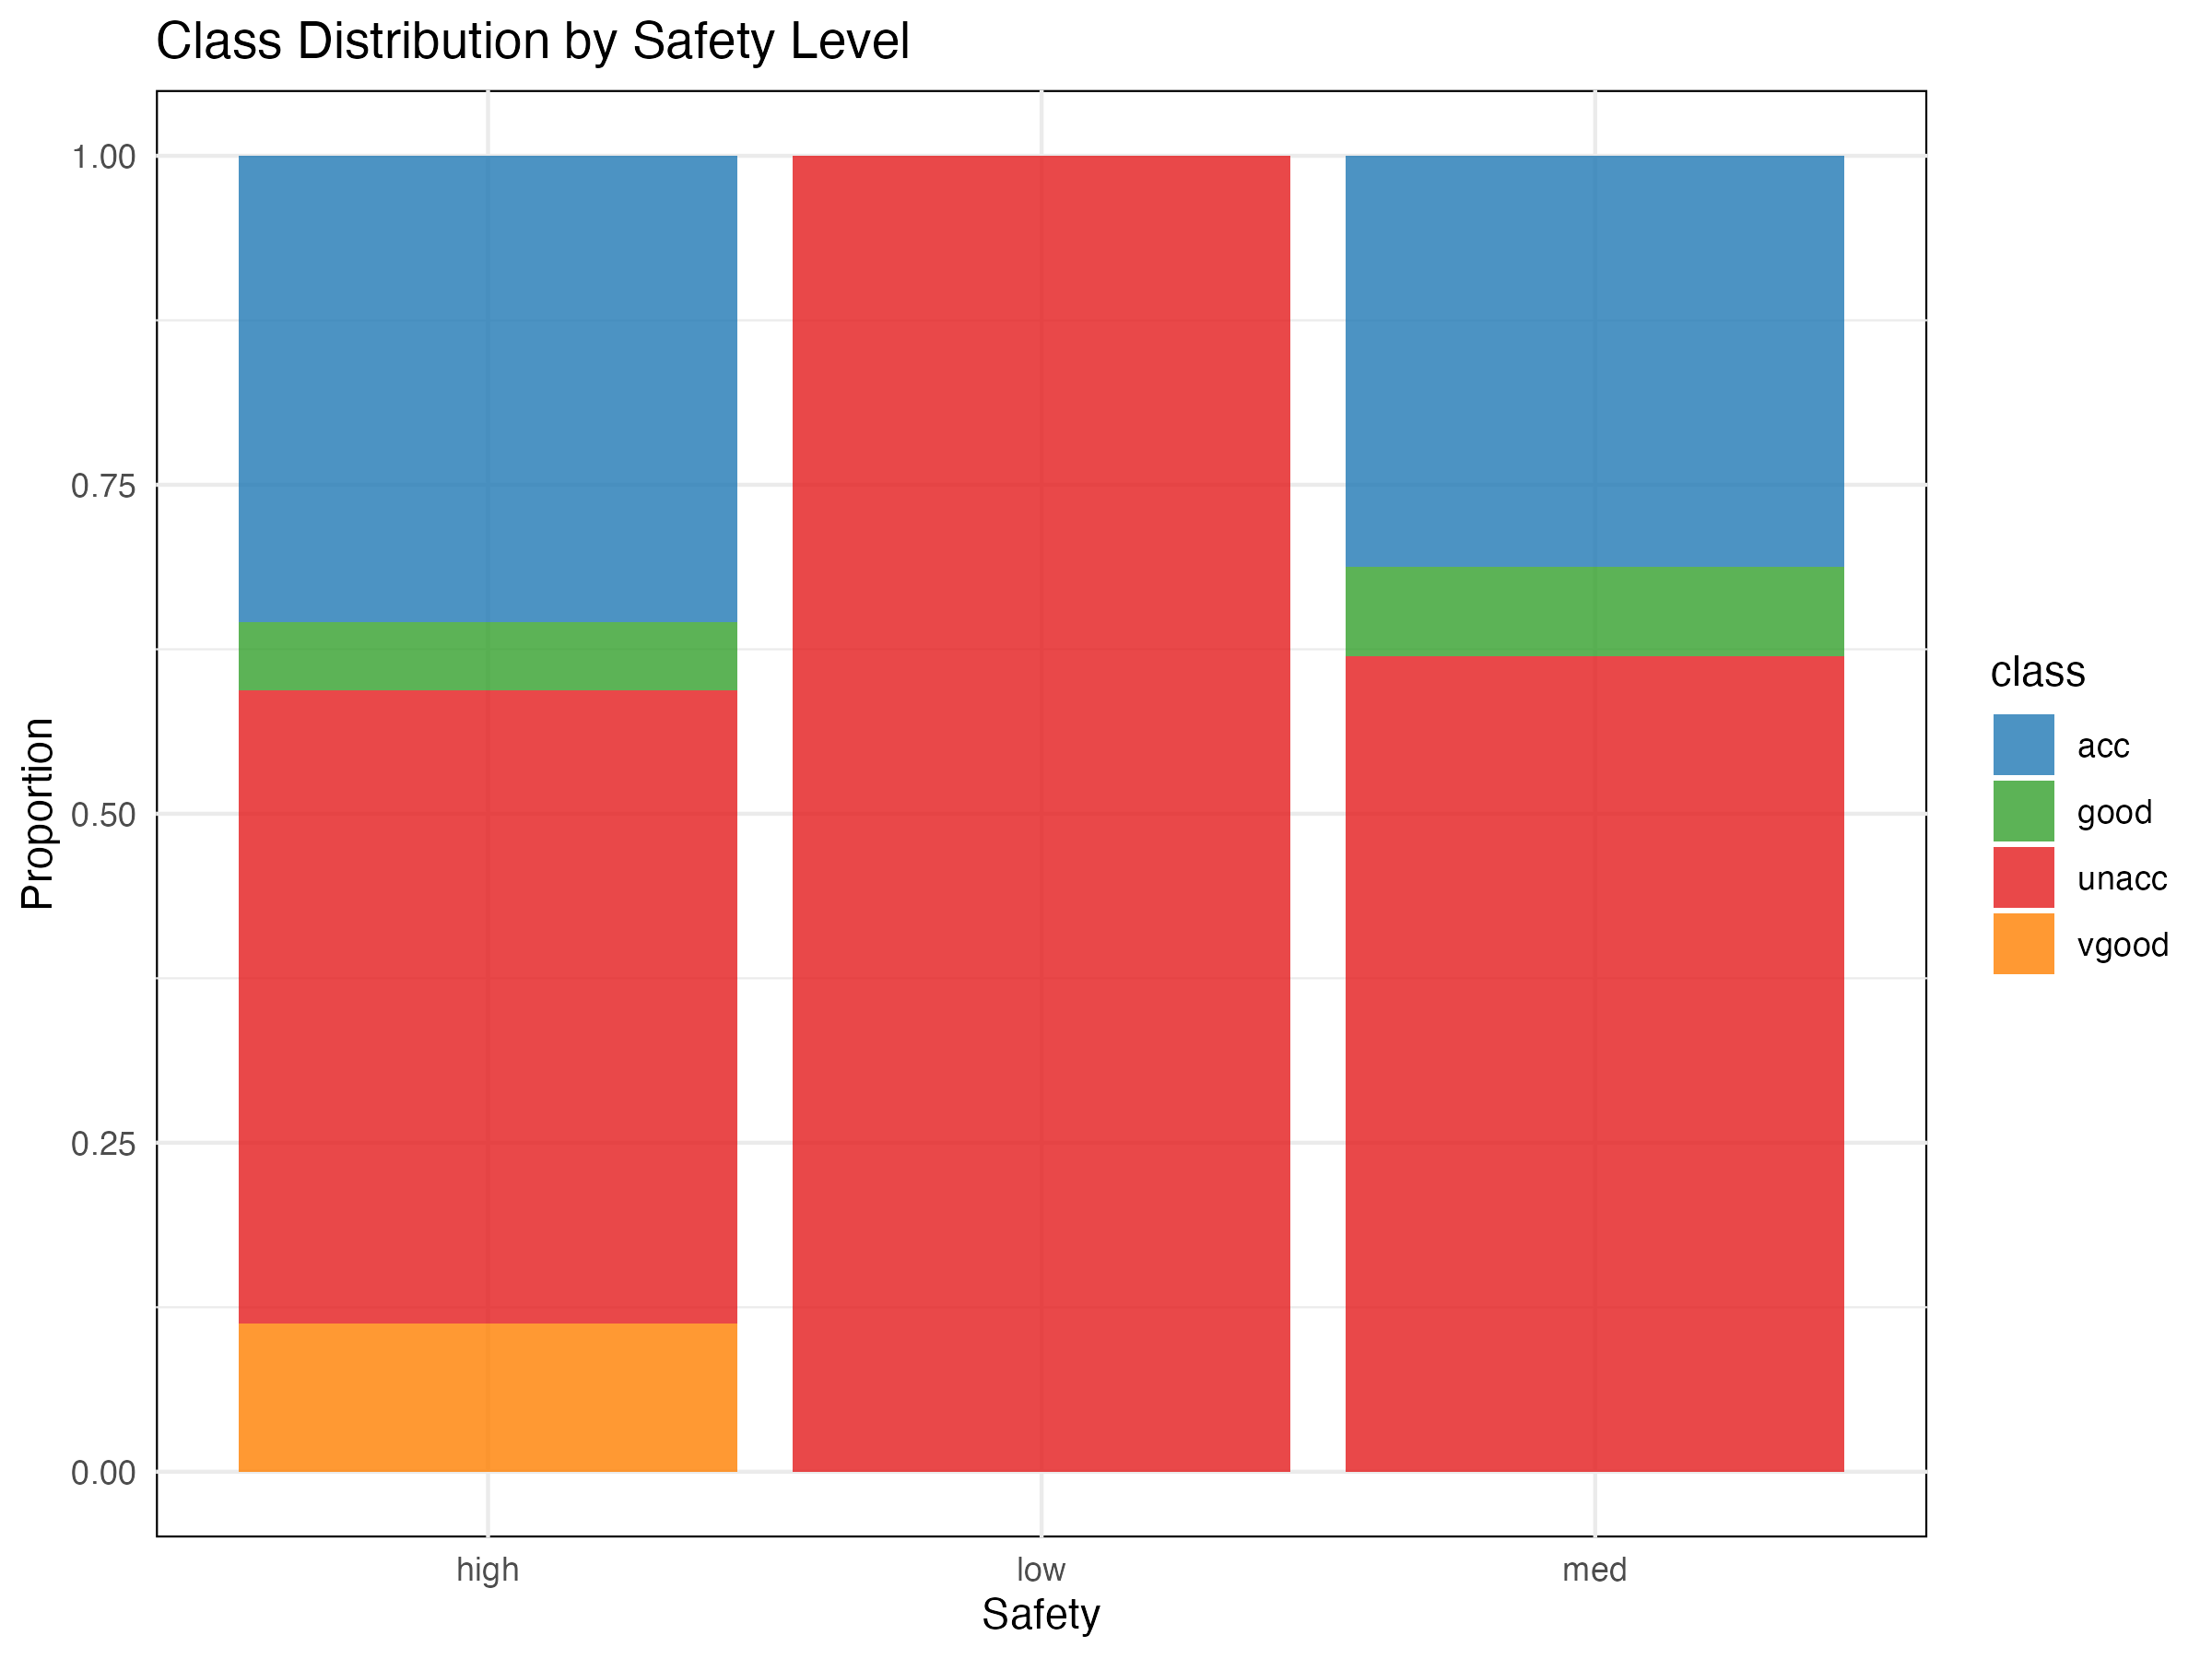 Class Distribution by Safety Level
1.00
0.75
0.50
0.25
0.00
Proportion
high
low
med
Safety
class
acc
good
unacc
vgood